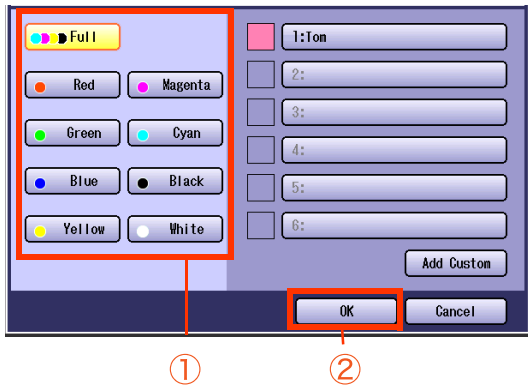 Full
Red
Magenta
Green
Cyan
Blue
Black
Yellow
White
1:Tom
2:
3:
4:
5:
6:
Add Custom
OK
Cancel
①
②